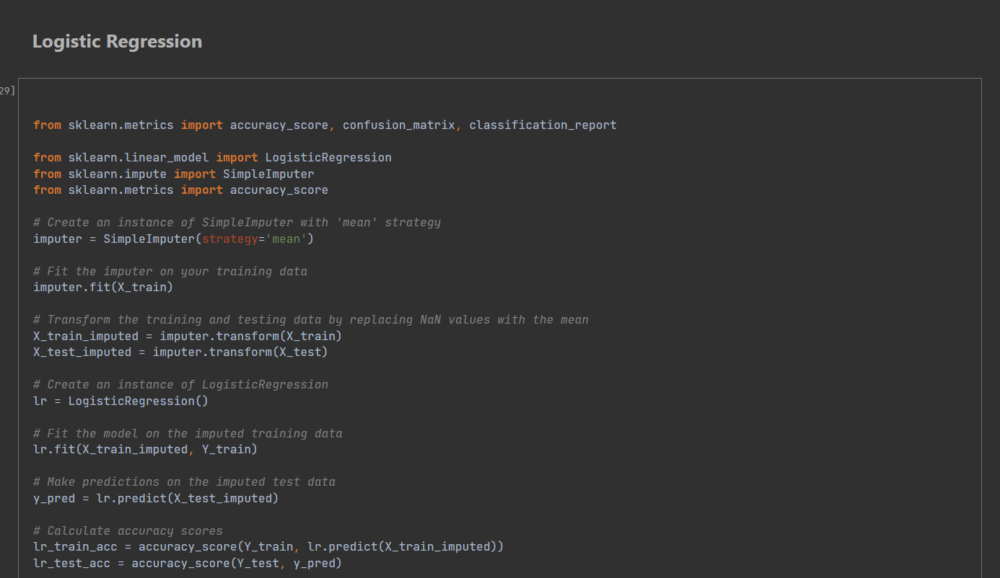 Logistic Regression
29]
from sklearn.metrics import accuracy_score, confusion_matrix, classification_report
from sklearn.linear_model import LogisticRegression
from sklearn.impute import SimpleImputer
from sklearn.metrics import accuracy_score
# Create an instance of SimpleImputer with 'mean' strategy
imputer = SimpleImputer(strategy='mean')
# Fit the imputer on your training data
imputer.fit(X_train)
# Transform the training and testing data by replacing NaN values with the mean
X_train_imputed = imputer.transform(X_train)
X_test_imputed = imputer.transform(X_test)
# Create an instance of LogisticRegression
lr = LogisticRegression()
# Fit the model on the imputed training data
lr.fit(X_train_imputed, Y_train)
# Make predictions on the imputed test data
y_pred = lr.predict(X_test_imputed)
# Calculate accuracy scores
lr_train_acc = accuracy_score(Y_train, lr.predict(X_train_imputed))
lr_test_acc = accuracy_score(Y_test, y_pred)